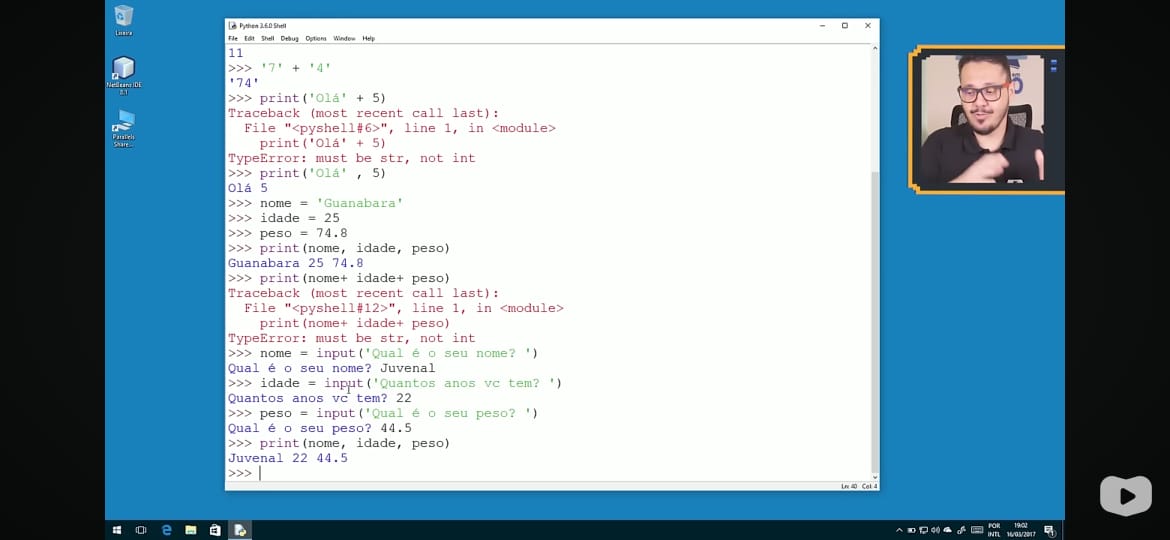 Lixeira
NetBeans IDE
8.1
Parallels
Share...
Python 3.6.0 Shell
File Edit Shell Debug Options Window Help
11
>>> '7' + '4'
'74'
>>> print('Olá' + 5)
Traceback (most recent call last):
  File "<pyshell#6>", line 1, in <module>
    print('Olá' + 5)
TypeError: must be str, not int
>>> print('Olá' , 5)
Olá 5
>>> nome = 'Guanabara'
>>> idade = 25
>>> peso = 74.8
>>> print(nome, idade, peso)
Guanabara 25 74.8
>>> print(nome+ idade+ peso)
Traceback (most recent call last):
  File "<pyshell#12>", line 1, in <module>
    print(nome+ idade+ peso)
TypeError: must be str, not int
>>> nome = input('Qual é o seu nome? ')
Qual é o seu nome? Juvenal
>>> idade = input('Quantos anos vc tem? ')
Quantos anos vc tem? 22
>>> peso = input('Qual é o seu peso? ')
Qual é o seu peso? 44.5
>>> print(nome, idade, peso)
Juvenal 22 44.5
>>>
Ln: 40 Col: 4
POR
INTL
19:02
16/03/2017